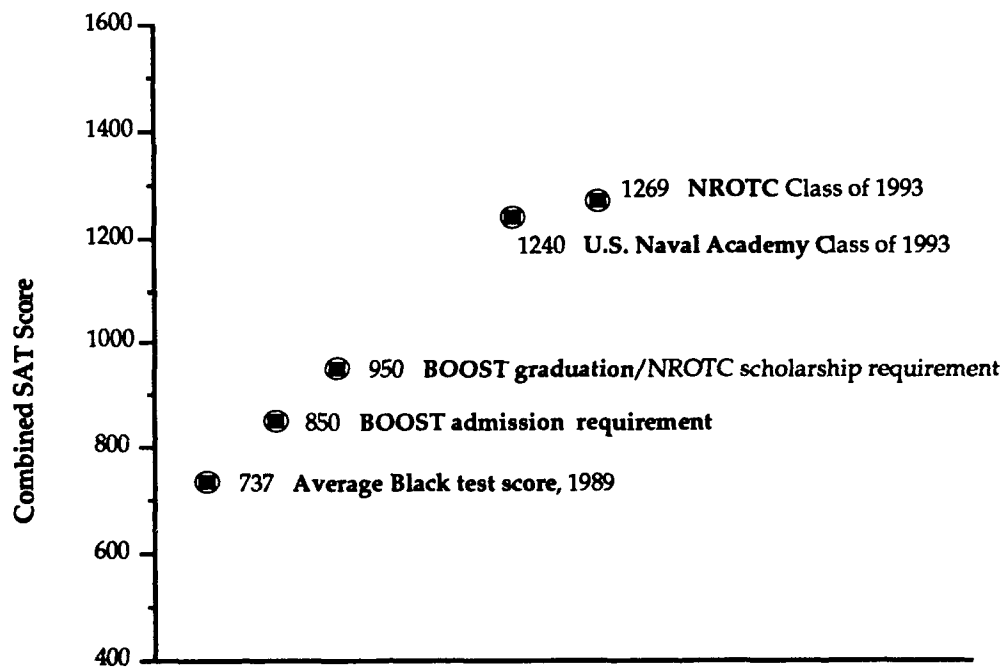 1600
1400
1269 NROTC Class of 1993
1200
1240 U.S. Naval Academy Class of 1993
1000
950 BOOST graduation/NROTC scholarship requirement
850 BOOST admission requirement
800
737 Average Black test score, 1989
600
400
Combined SAT Score